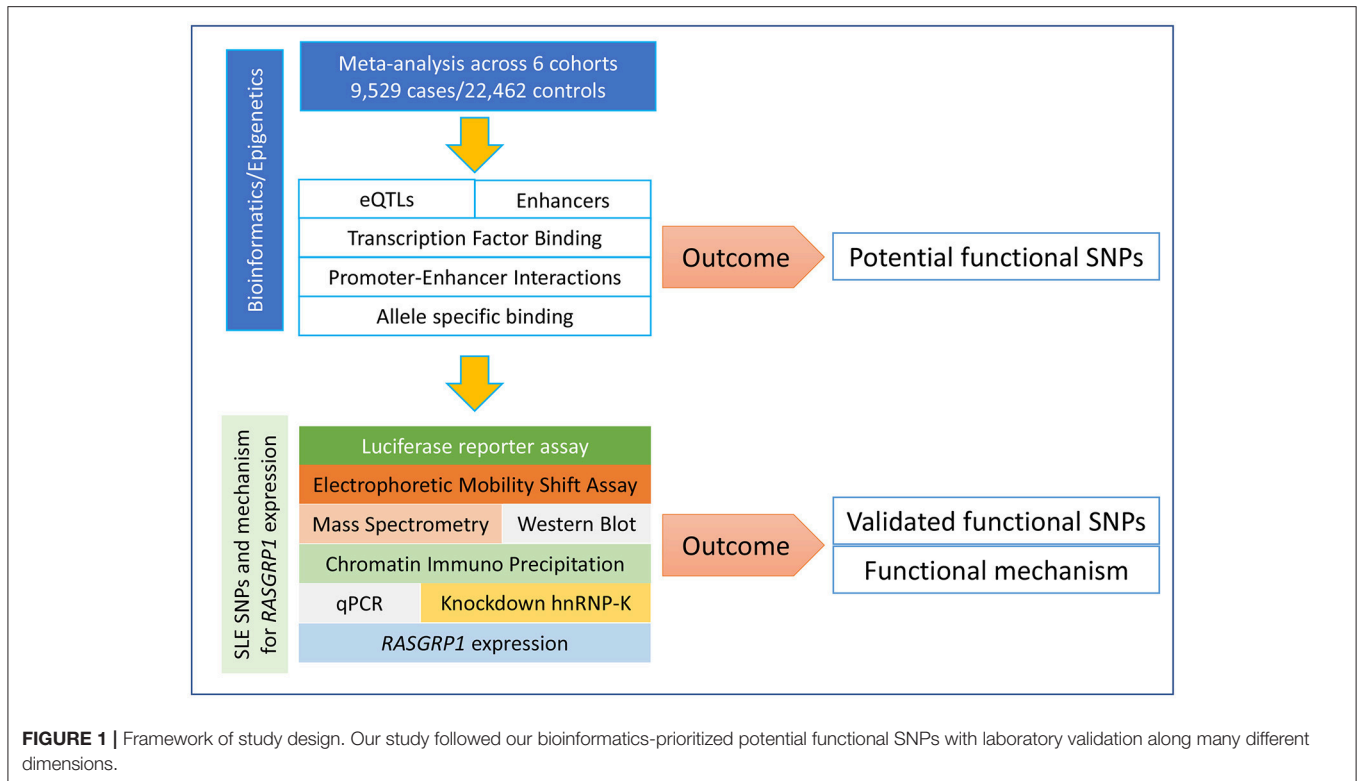 Bioinformatics/Epigenetics
Meta-analysis across 6 cohorts
9,529 cases/22,462 controls
eQTLs
Enhancers
Transcription Factor Binding
Promoter-Enhancer Interactions
Allele specific binding
Outcome
Potential functional SNPs
SLE SNPs and mechanism
for RASGRP1 expression
Luciferase reporter assay
Electrophoretic Mobility Shift Assay
Mass Spectrometry
Western Blot
Chromatin Immuno Precipitation
qPCR
Knockdown hnRNP-K
RASGRP1 expression
Outcome
Validated functional SNPs
Functional mechanism
FIGURE 1 | Framework of study design. Our study followed our bioinformatics-prioritized potential functional SNPs with laboratory validation along many different
dimensions.